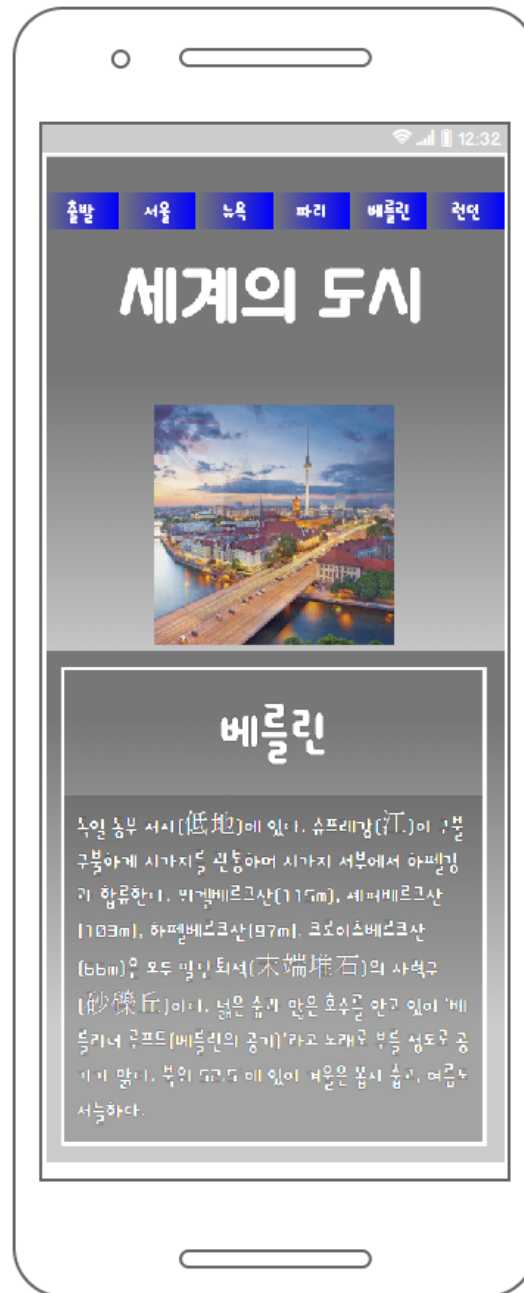 12:32
출발 서울 뉴욕 파리 베를린 런던
세계의 도시
베를린
독일 동부 저지(低地)에 있다. 슈프레강(江)이 구불
구불하게 시가지를 관통하며 시가지 서부에서 하펠강
과 합류한다. 뮈겔베르크산(115m), 셰퍼베르크산
(103m), 하펠베르크산(97m), 크로이츠베르크산
(66m)은 모두 말단퇴석(末端堆石)의 사력구
(砂礫丘)이다. 넓은 숲과 많은 호수를 안고 있어 '베
를리너 루프트(베를린의 공기)'라고 노래로 부를 정도로 공
기가 맑다. 북위 52.5°에 있어 겨울은 몹시 춥고, 여름도
서늘하다.